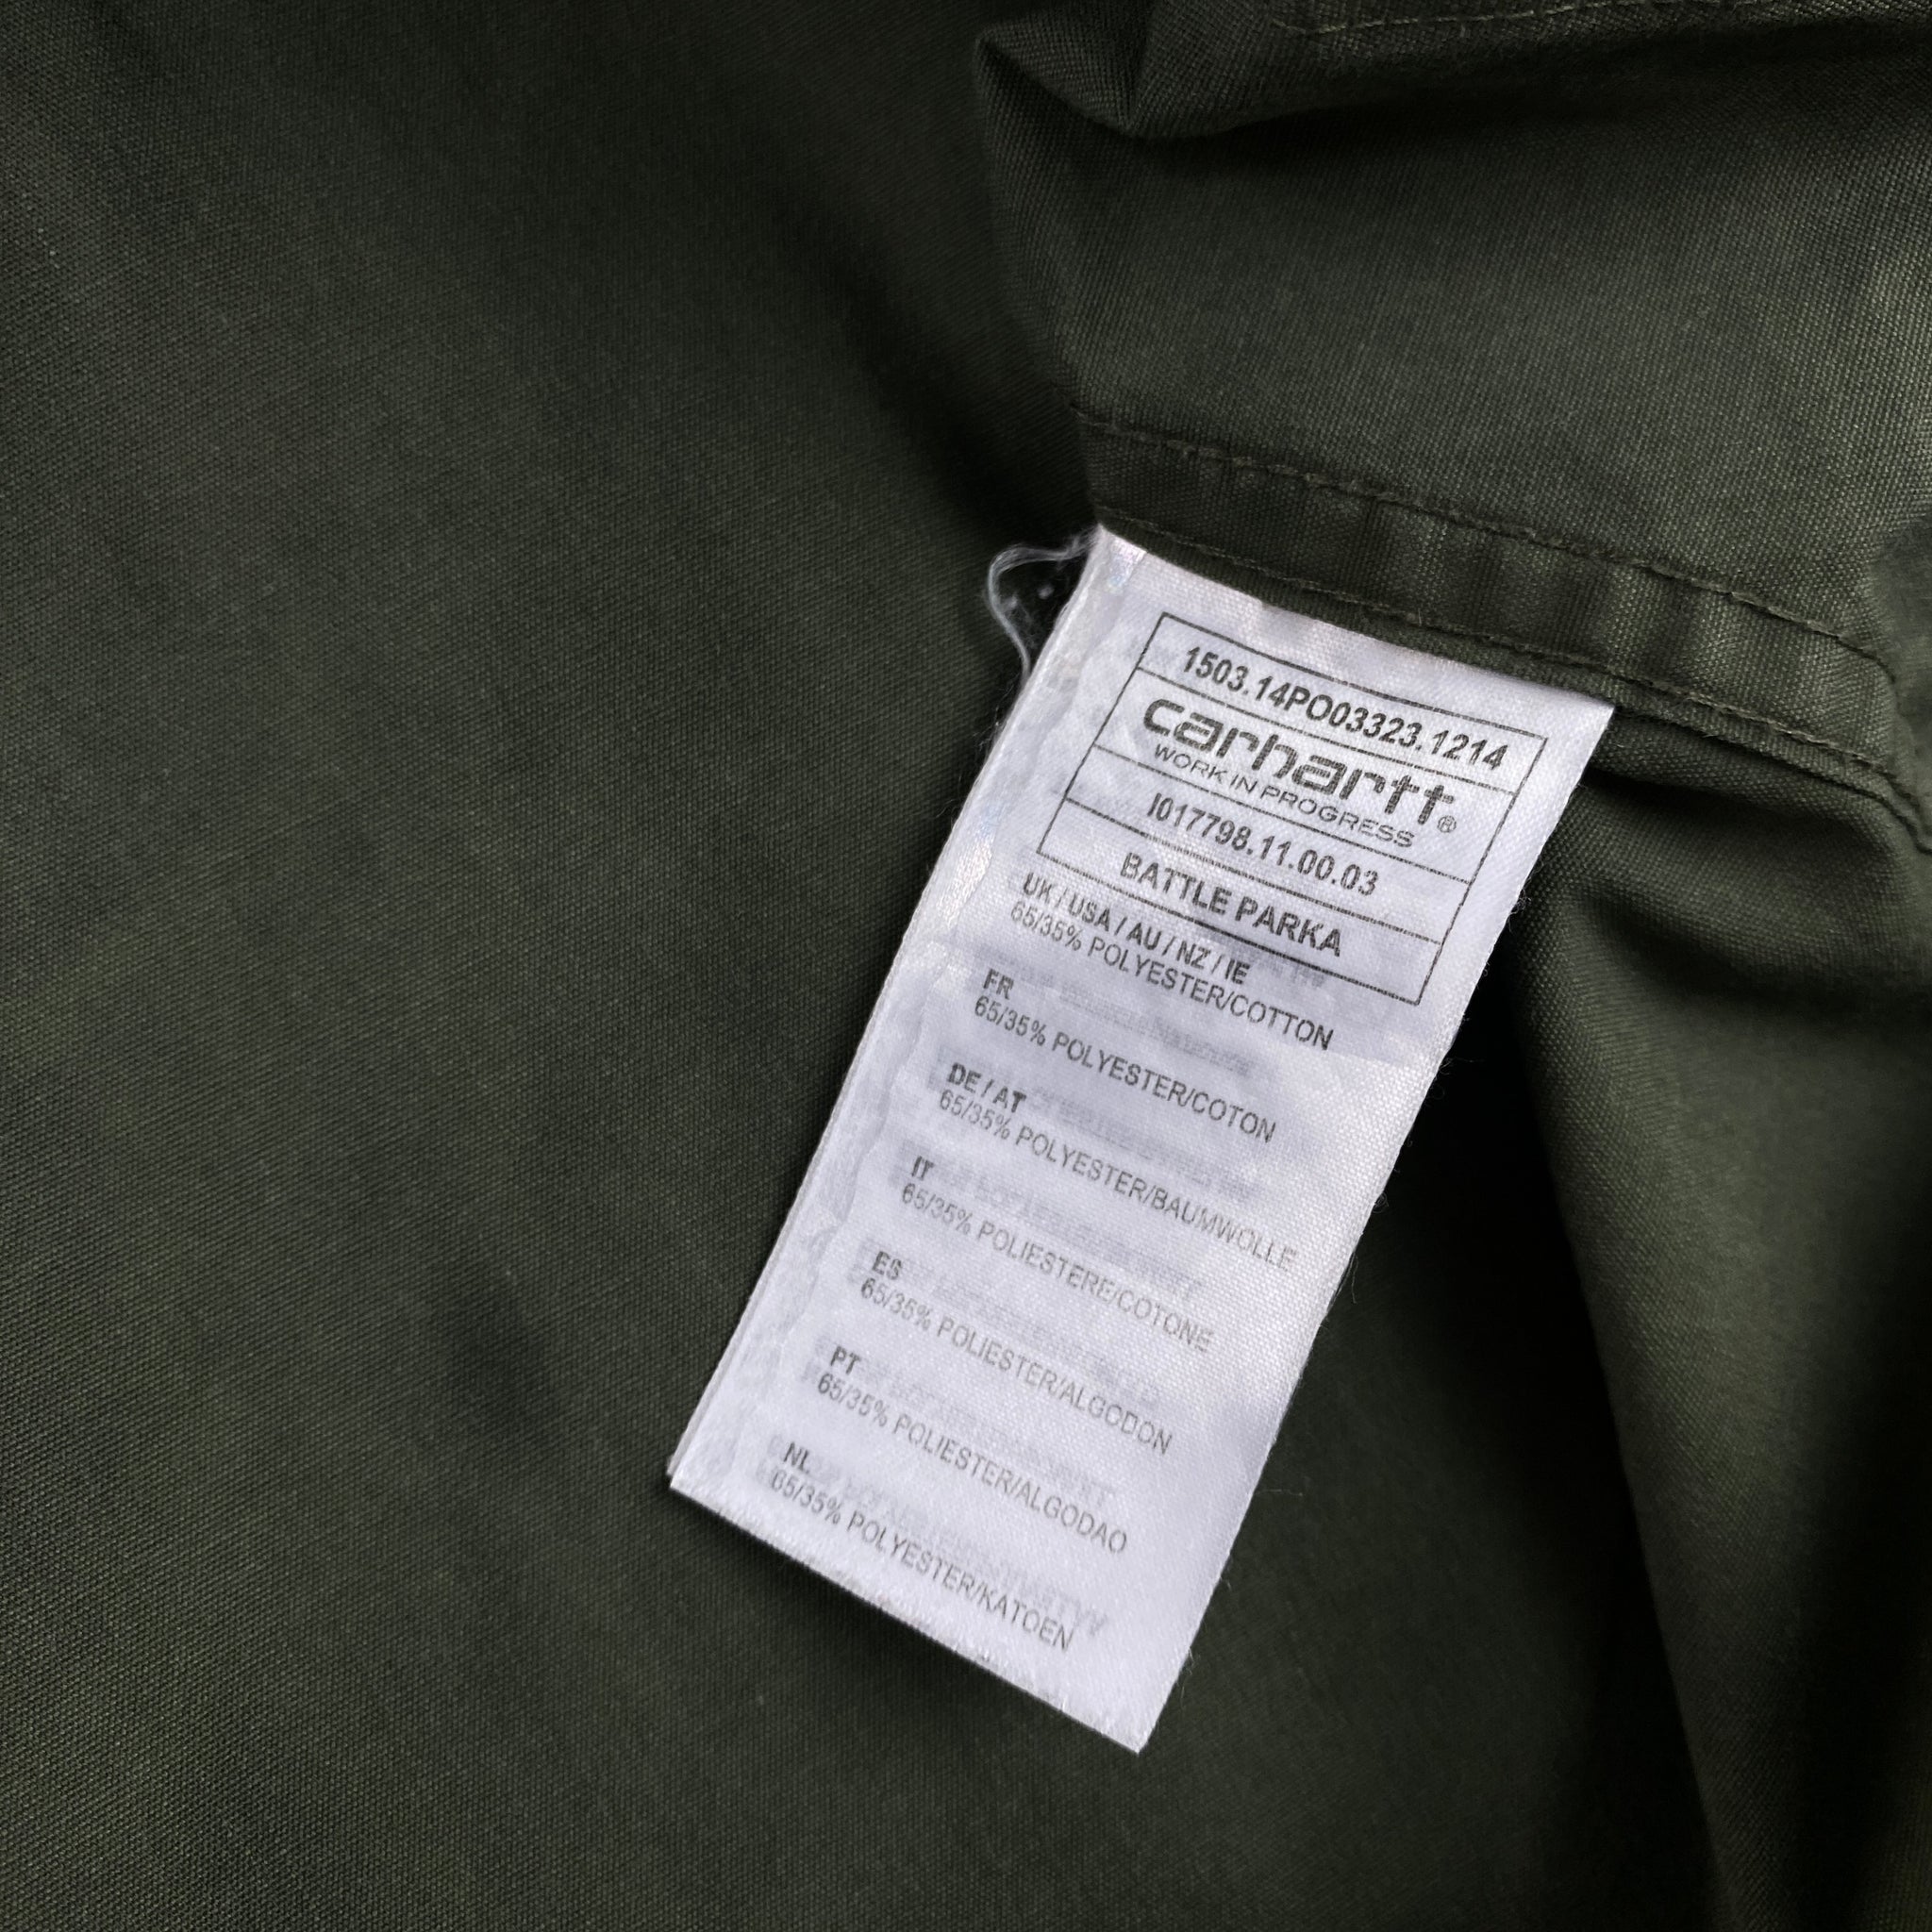 1503.14PO03323.1214
carhartt®
WORK IN PROGRESS
I017798.11.00.03
BATTLE PARKA
UK / USA / AU / NZ / IE
65/35% POLYESTER/COTTON
FR
65/35% POLYESTER/COTON
DE / AT
65/35% POLYESTER/BAUMWOLLE
IT
65/35% POLIESTERE/COTONE
ES
65/35% POLIESTER/ALGODON
PT
65/35% POLIESTER/ALGODAO
NL
65/35% POLYESTER/KATOEN